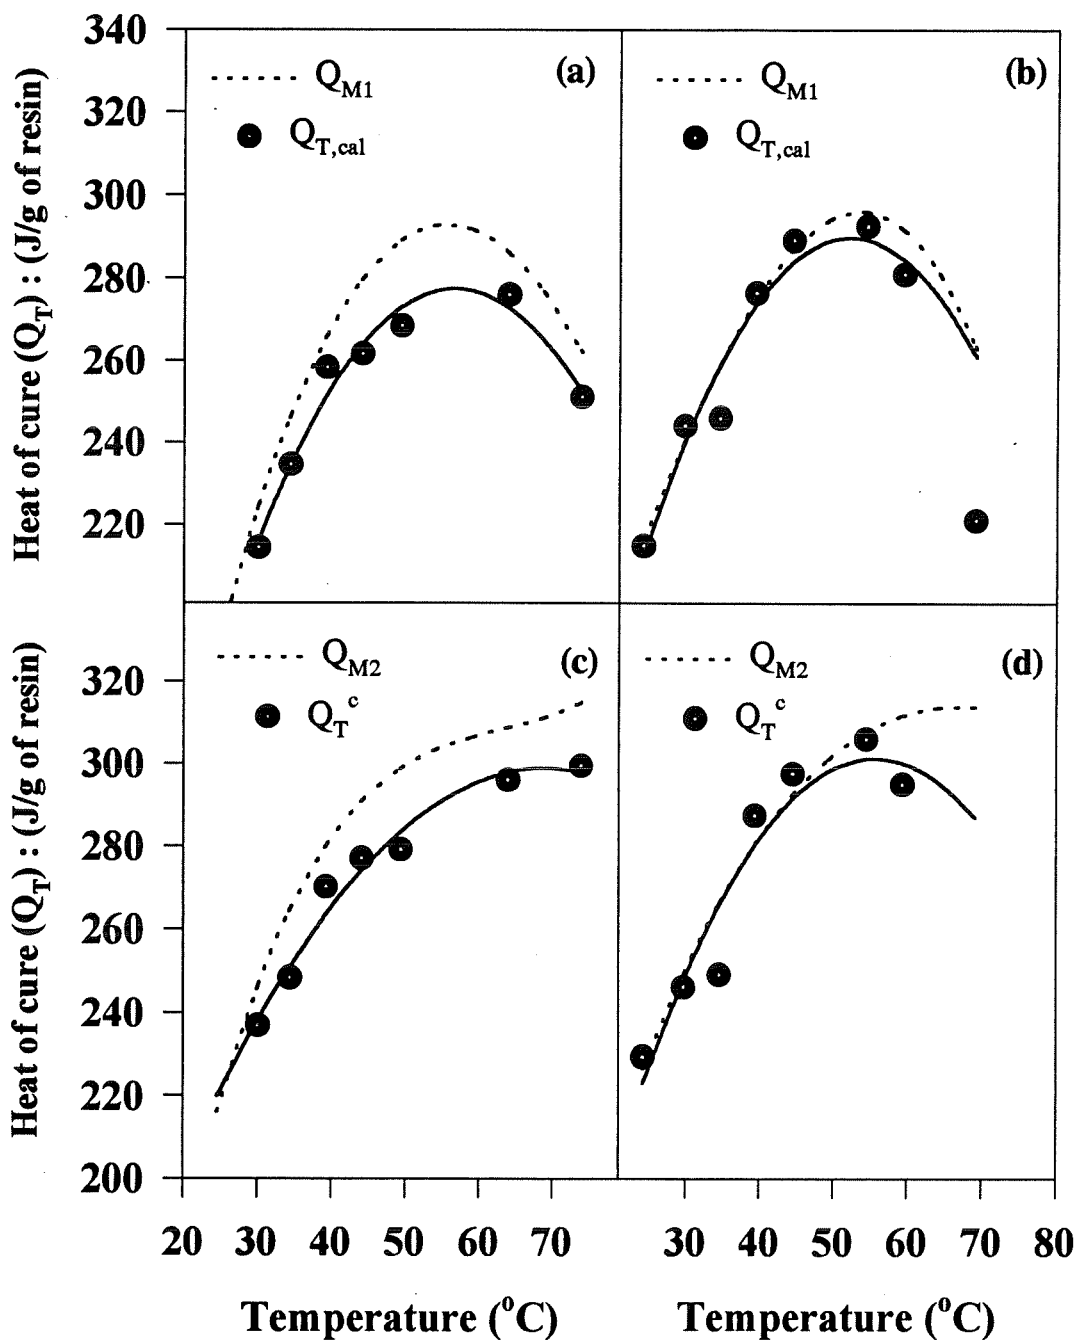 340
320
300
280
260
240
220
Heat of cure (Q_T) : (J/g of resin)
Q_M1
Q_T,cal
(a)
Q_M1
Q_T,cal
(b)
320
300
280
260
240
220
200
Heat of cure (Q_T) : (J/g of resin)
Q_M2
Q_T^c
(c)
Q_M2
Q_T^c
(d)
20 30 40 50 60 70
30 40 50 60 70 80
Temperature (°C)
Temperature (°C)